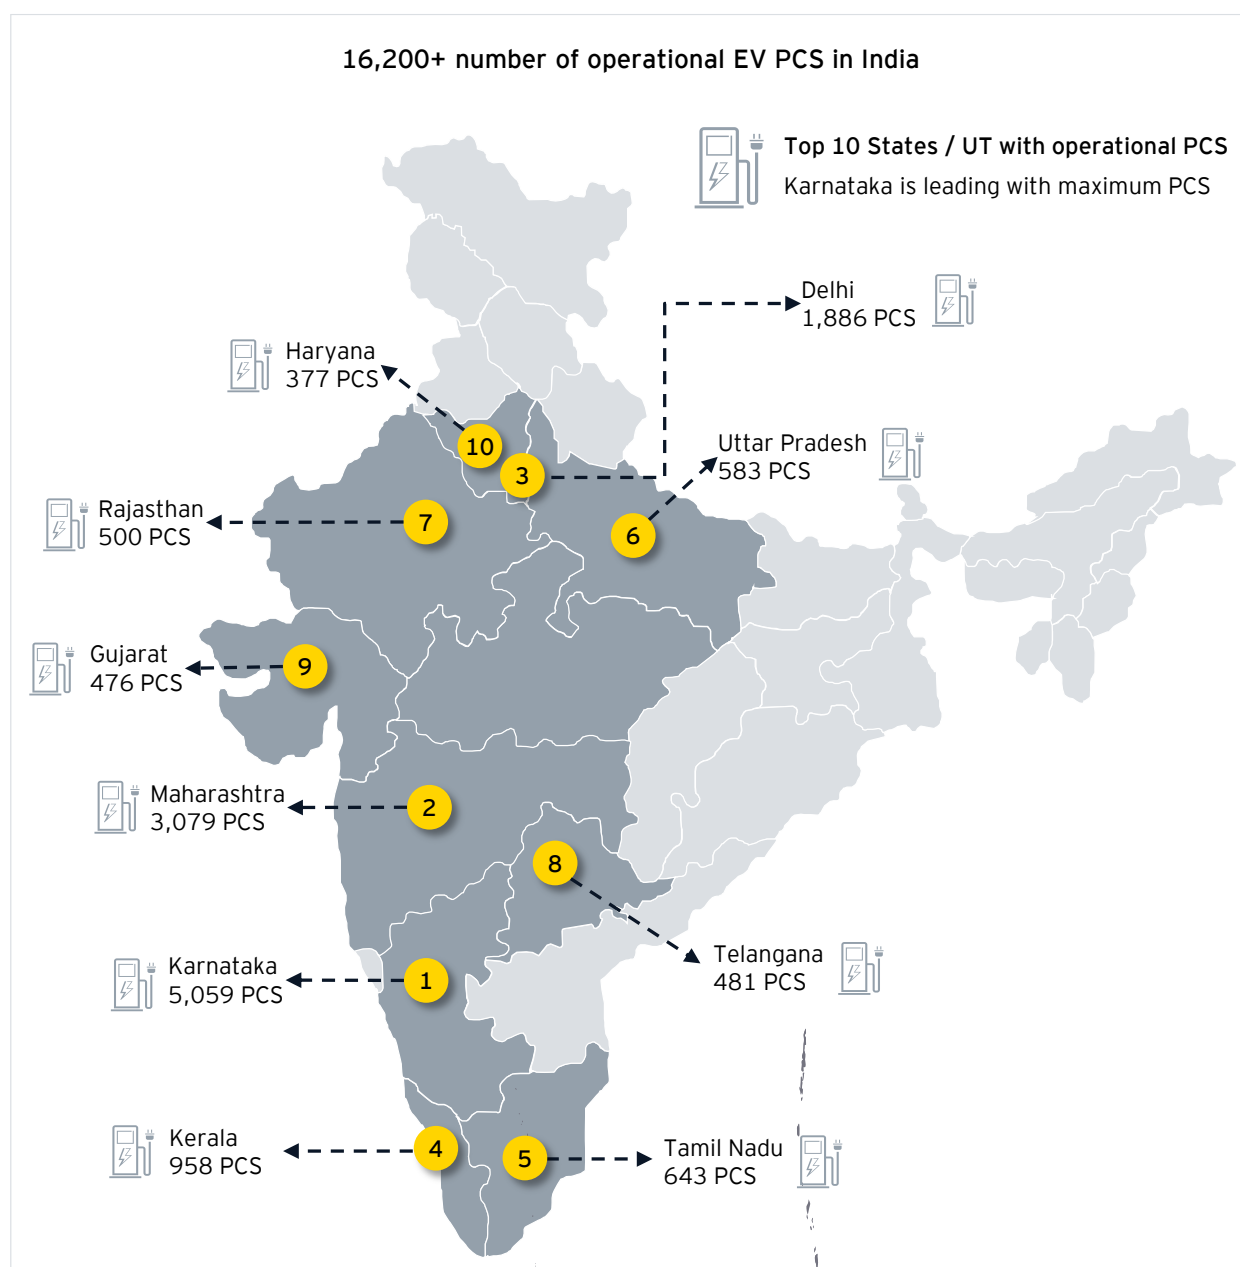 16,200+ number of operational EV PCS in India
Top 10 States / UT with operational PCS
Karnataka is leading with maximum PCS
Delhi
1,886 PCS
Haryana
377 PCS
10
3
Uttar Pradesh
583 PCS
Rajasthan
500 PCS
7
6
Gujarat
476 PCS
9
Maharashtra
3,079 PCS
2
8
Telangana
481 PCS
Karnataka
5,059 PCS
1
Kerala
958 PCS
4
5
Tamil Nadu
643 PCS